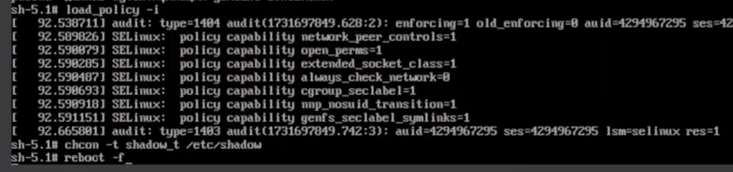 sh-5.1# load_policy -i
[   92.538711] audit: type=1404 audit(1731697849.628:2): enforcing=1 old_enforcing=0 auid=4294967295 ses=42
[   92.589826] SELinux:  policy capability network_peer_controls=1
[   92.590079] SELinux:  policy capability open_perms=1
[   92.590285] SELinux:  policy capability extended_socket_class=1
[   92.590487] SELinux:  policy capability always_check_network=0
[   92.590693] SELinux:  policy capability cgroup_seclabel=1
[   92.590918] SELinux:  policy capability nnp_nosuid_transition=1
[   92.591151] SELinux:  policy capability genfs_seclabel_symlinks=1
[   92.665801] audit: type=1403 audit(1731697849.742:3): auid=4294967295 ses=4294967295 lsm=selinux res=1
sh-5.1# chcon -t shadow_t /etc/shadow
sh-5.1# reboot -f_